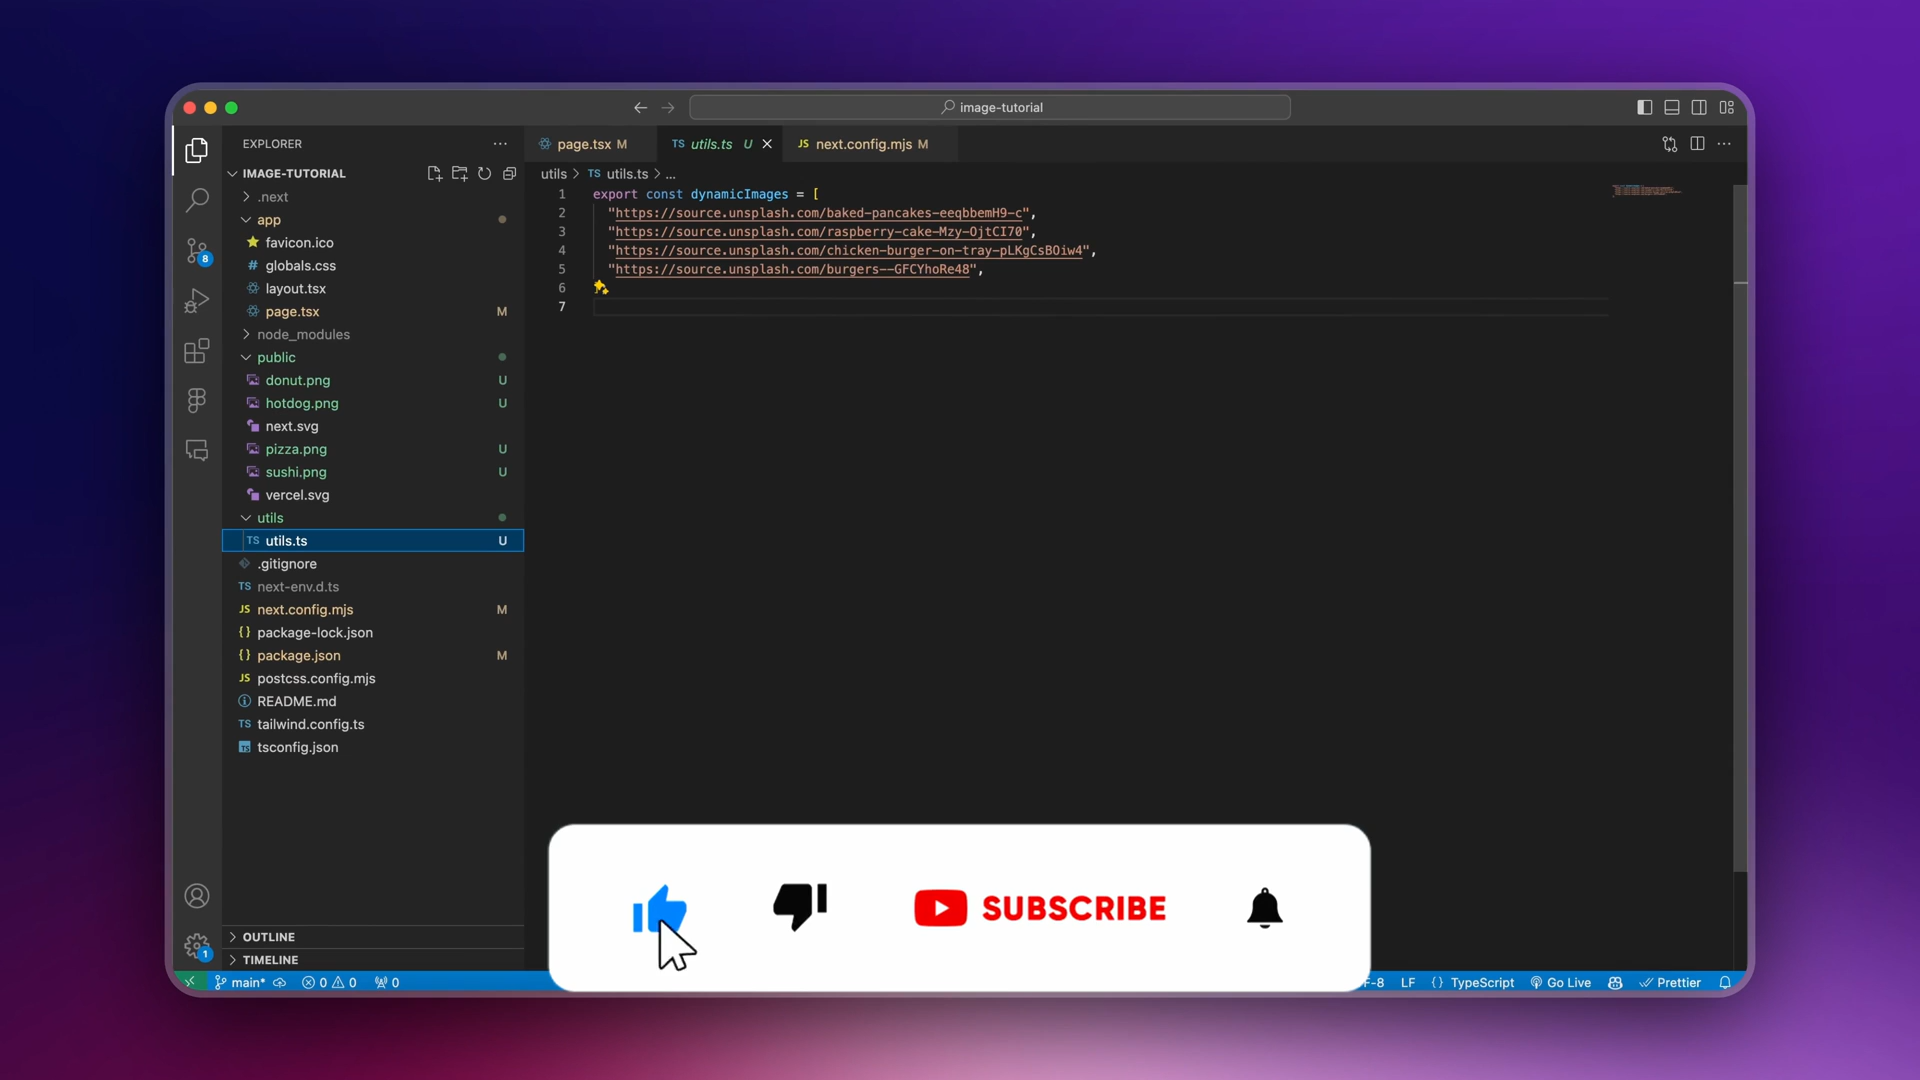 image-tutorial
EXPLORER
page.tsx M
TS utils.ts U
JS next.config.mjs M
IMAGE-TUTORIAL
utils > TS utils.ts > ...
.next
app
favicon.ico
# globals.css
layout.tsx
page.tsx M
node_modules
public
donut.png U
hotdog.png U
next.svg
pizza.png U
sushi.png U
vercel.svg
utils
TS utils.ts U
.gitignore
TS next-env.d.ts
JS next.config.mjs M
{} package-lock.json
{} package.json M
JS postcss.config.mjs
README.md
TS tailwind.config.ts
TS tsconfig.json
8
1 export const dynamicImages = [
2 "https://source.unsplash.com/baked-pancakes-eeqbbemH9-c",
3 "https://source.unsplash.com/raspberry-cake-Mzy-OjtCI70",
4 "https://source.unsplash.com/chicken-burger-on-tray-pLKgCsBOiw4",
5 "https://source.unsplash.com/burgers--GFCYhoRe48",
6
7
SUBSCRIBE
OUTLINE
1
TIMELINE
main* 0 0 0
F-8 LF {} TypeScript Go Live Prettier